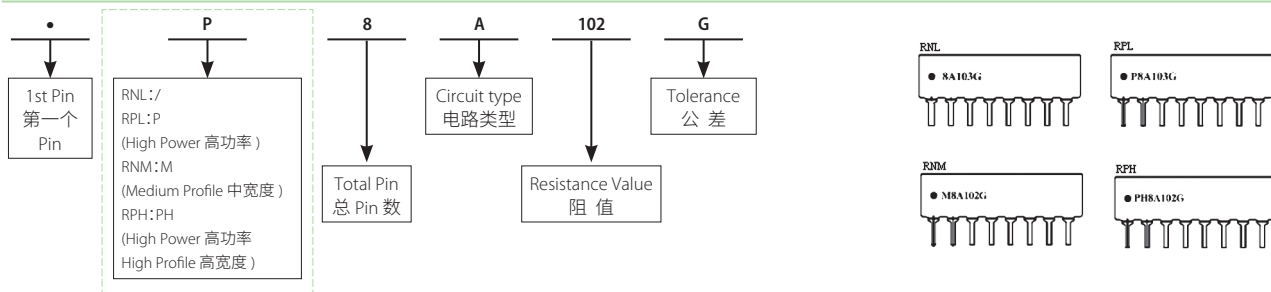 • P 8 A 102 G
1st Pin
第一个
Pin
RNL:/
RPL:P
(High Power 高功率 )
RNM:M
(Medium Profile 中宽度 )
RPH:PH
(High Power 高功率
High Profile 高宽度 )
Total Pin
总 Pin 数
Circuit type
电路类型
Resistance Value
阻 值
Tolerance
公 差
RNL
8A103G
RPL
P8A103G
RNM
M8A102G
RPH
PH8A102G